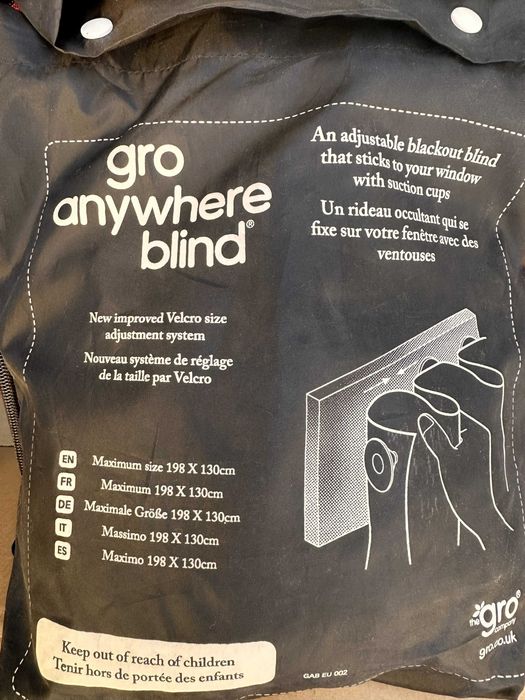 gro
anywhere
blind®
An adjustable blackout blind
that sticks to your window
with suction cups
Un rideau occultant qui se
fixe sur votre fenêtre avec des
ventouses
New improved Velcro size
adjustment system
Nouveau système de réglage
de la taille par Velcro
EN Maximum size 198 X 130cm
FR Maximum 198 X 130cm
DE Maximale Größe 198 X 130cm
IT Massimo 198 X 130cm
ES Maximo 198 X 130cm
the gro®
company
gro.co.uk
Keep out of reach of children
Tenir hors de portée des enfants
GAB EU 002